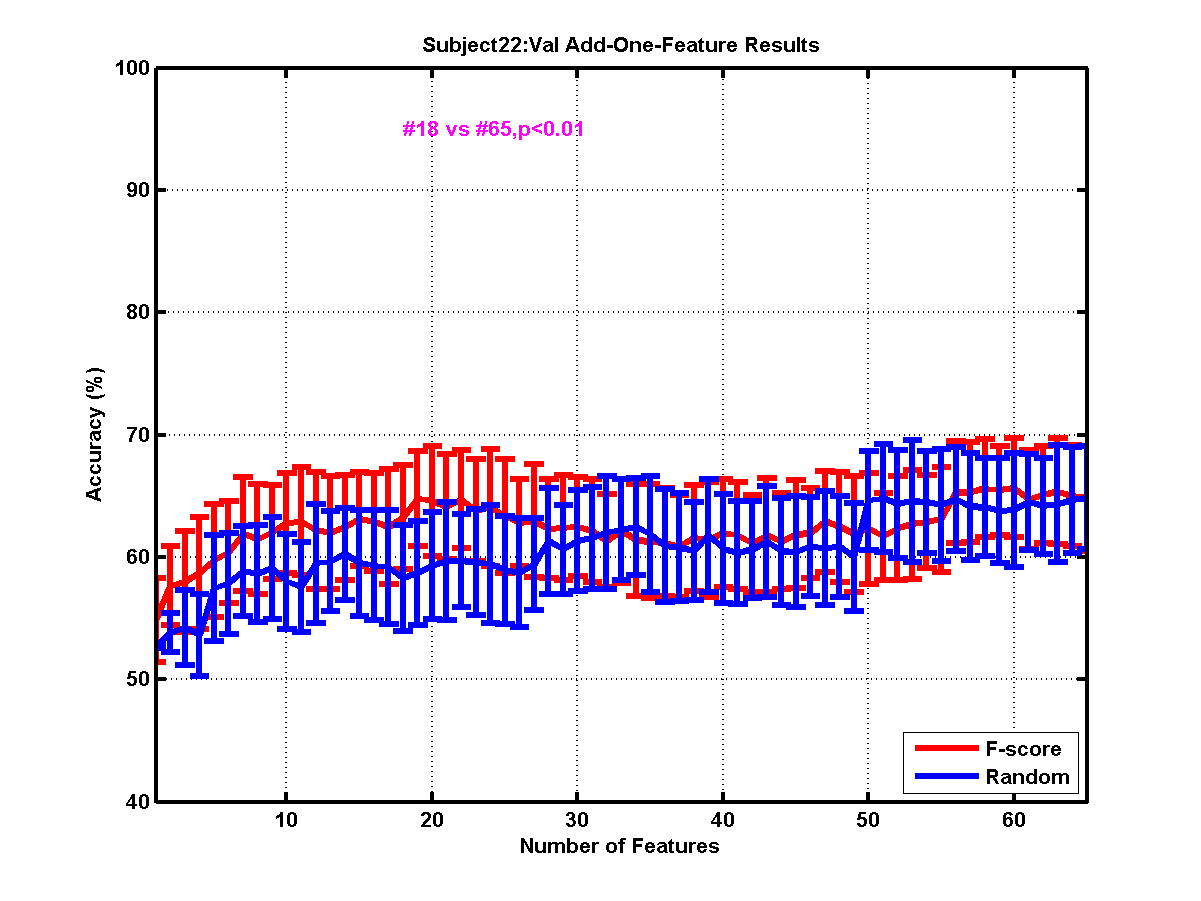 Subject22:Val Add-One-Feature Results
100
#18 vs #65,p<0.01
90
80
Accuracy (%)
70
60
50
F-score
Random
40
10 20 30 40 50 60
Number of Features